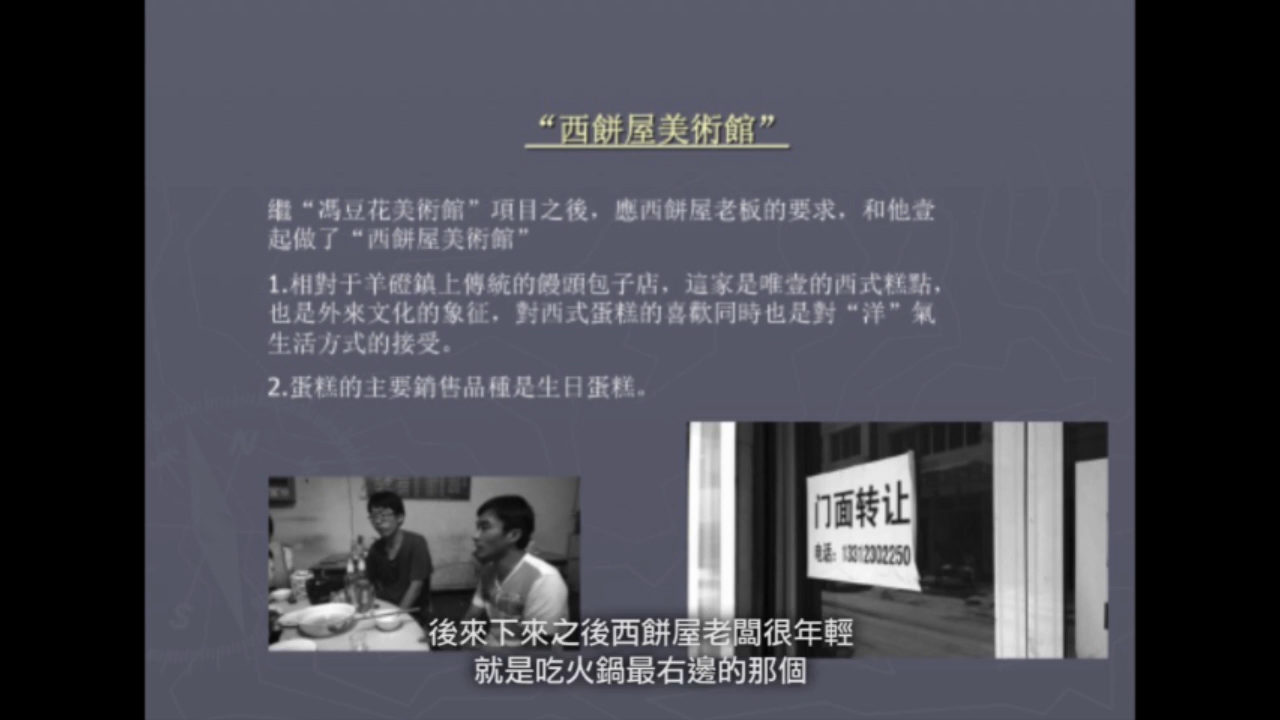 “西餅屋美術館”
繼“馮豆花美術館”項目之後，應西餅屋老板的要求，和他壹
起做了“西餅屋美術館”
1.相對于羊磴鎮上傳統的饅頭包子店，這家是唯壹的西式糕點，
也是外來文化的象征，對西式蛋糕的喜歡同時也是對“洋”氣
生活方式的接受。
2.蛋糕的主要銷售品種是生日蛋糕。
门面转让
电话：13312302250
後來下來之後西餅屋老闆很年輕
就是吃火鍋最右邊的那個